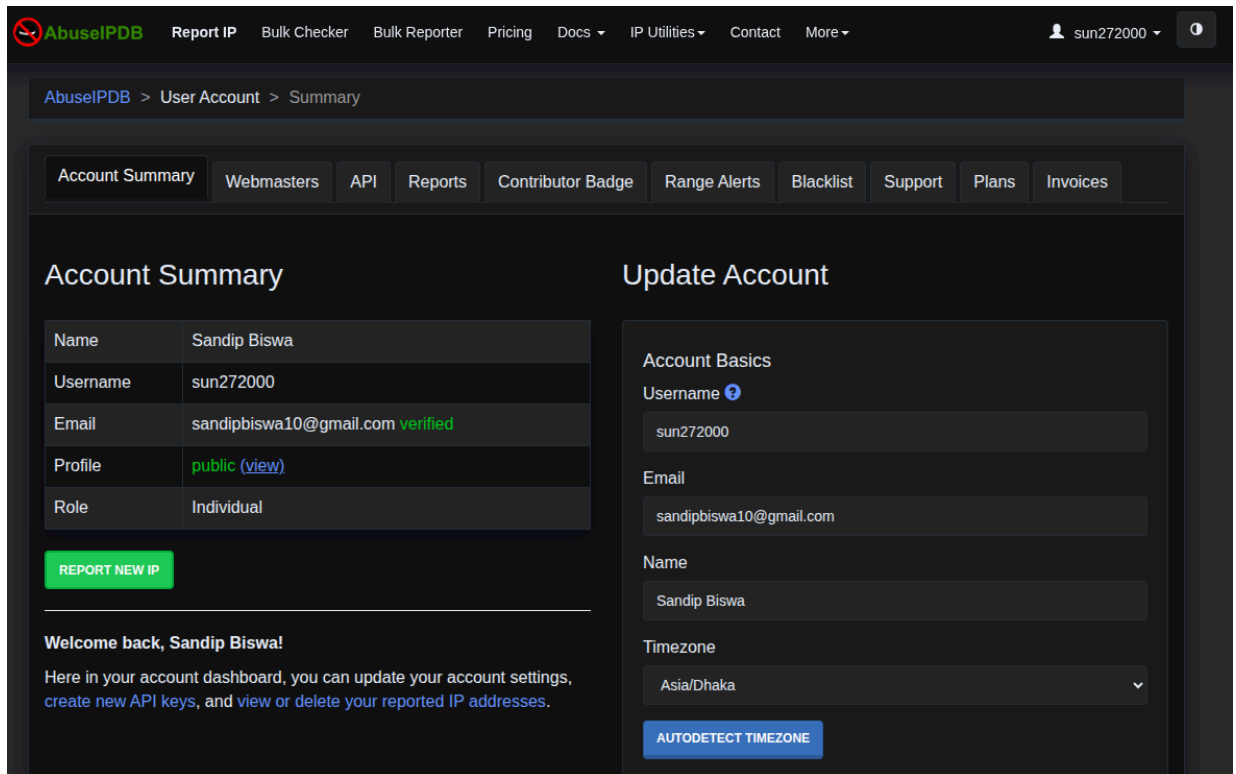 AbuseIPDB Report IP Bulk Checker Bulk Reporter Pricing Docs IP Utilities Contact More sun272000
AbuseIPDB > User Account > Summary
Account Summary Webmasters API Reports Contributor Badge Range Alerts Blacklist Support Plans Invoices
Account Summary
Name Sandip Biswa
Username sun272000
Email sandipbiswa10@gmail.com verified
Profile public (view)
Role Individual
REPORT NEW IP
Welcome back, Sandip Biswa!
Here in your account dashboard, you can update your account settings,
create new API keys, and view or delete your reported IP addresses.
Update Account
Account Basics
Username ?
sun272000
Email
sandipbiswa10@gmail.com
Name
Sandip Biswa
Timezone
Asia/Dhaka
AUTODETECT TIMEZONE